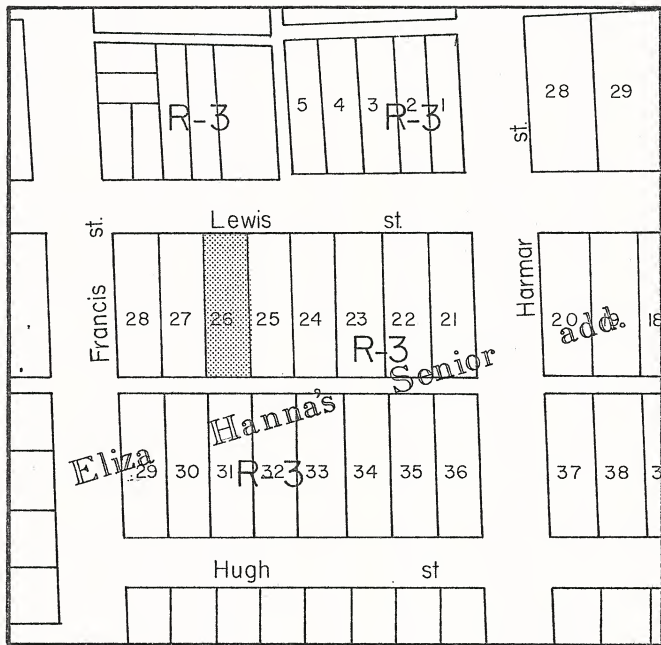 5 4 3 2 1
28 29
R-3
R-3
st.
Lewis st.
st.
Francis
Harmar
28 27 26 25 24 23 22 21
20 19 18
R-3
Eliza Hanna's Senior add.
29 30 31 32 33 34 35 36
37 38
R-3
Hugh st